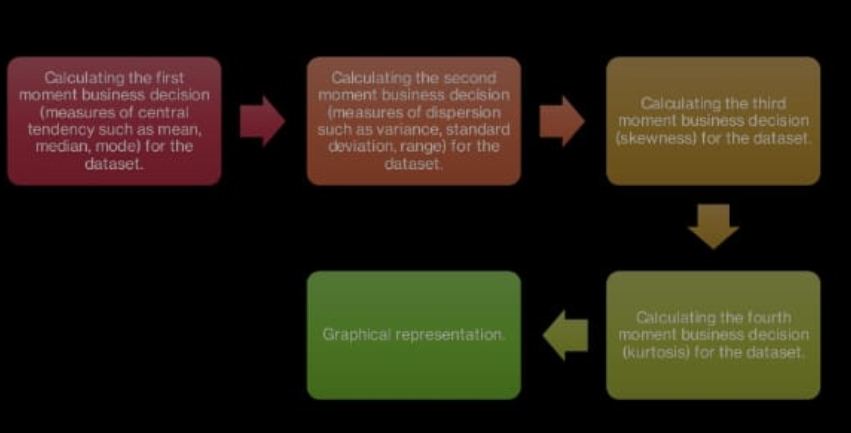 Calculating the first
moment business decision
(measures of central
tendency such as mean,
median, mode) for the
dataset.
Calculating the second
moment business decision
(measures of dispersion
such as variance, standard
deviation, range) for the
dataset.
Calculating the third
moment business decision
(skewness) for the dataset.
Calculating the fourth
moment business decision
(kurtosis) for the dataset.
Graphical representation.